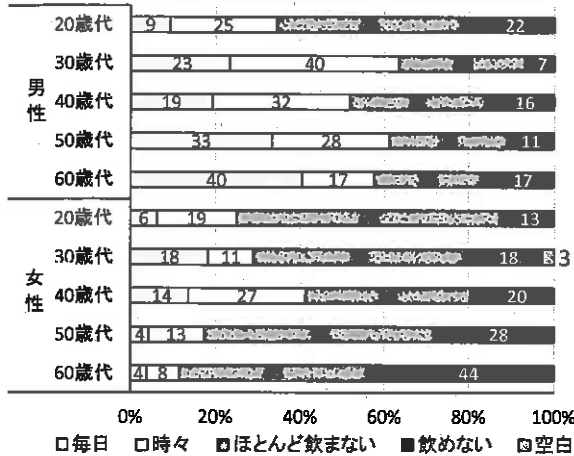 20歳代 9 25 22
30歳代 23 40 7
男性
40歳代 19 32 16
50歳代 33 28 11
60歳代 40 17 17
20歳代 6 19 13
30歳代 18 11 18 3
女性
40歳代 14 27 20
50歳代 4 13 28
60歳代 4 8 44
0% 20% 40% 60% 80% 100%
□毎日 □時々 ■ほとんど飲まない ■飲めない ■空白